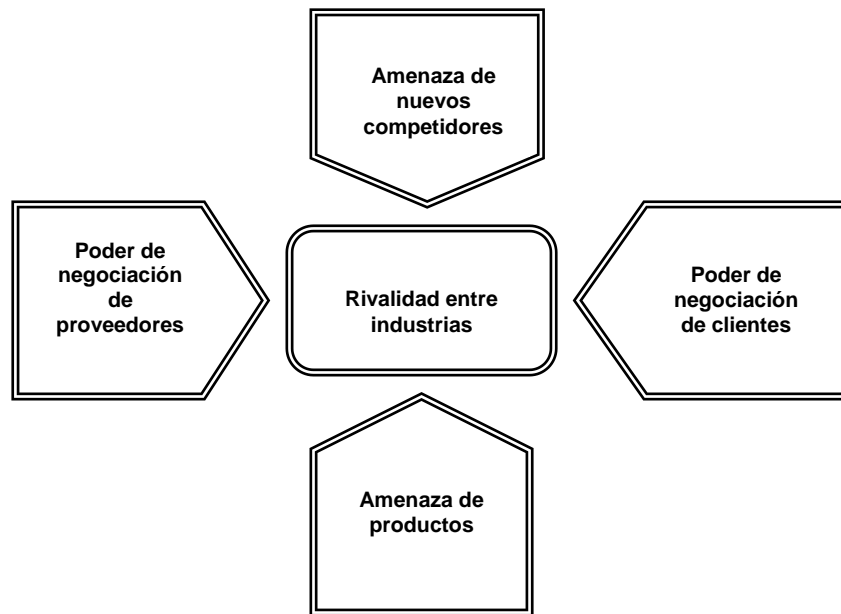 Amenaza de
nuevos
competidores
Poder de
negociación
de
proveedores
Rivalidad entre
industrias
Poder de
negociación
de clientes
Amenaza de
productos